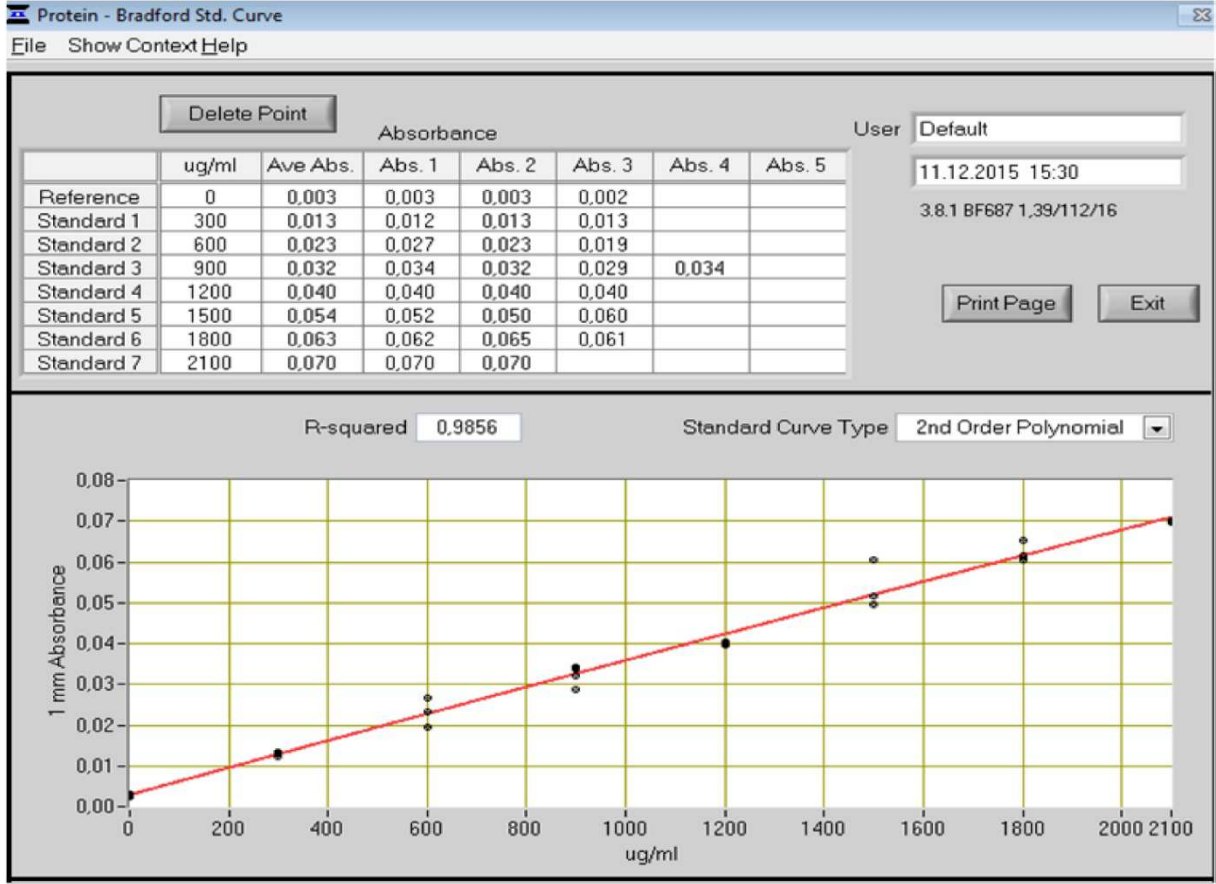 Protein - Bradford Std. Curve
File Show Context Help
Delete Point
Absorbance
User Default
11.12.2015 15:30
3.8.1 BF687 1,39/112/16
ug/ml Ave Abs. Abs. 1 Abs. 2 Abs. 3 Abs. 4 Abs. 5
Reference 0 0,003 0,003 0,003 0,002
Standard 1 300 0,013 0,012 0,013 0,013
Standard 2 600 0,023 0,027 0,023 0,019
Standard 3 900 0,032 0,034 0,032 0,029 0,034
Standard 4 1200 0,040 0,040 0,040 0,040
Standard 5 1500 0,054 0,052 0,050 0,060
Standard 6 1800 0,063 0,062 0,065 0,061
Standard 7 2100 0,070 0,070 0,070
Print Page Exit
R-squared 0,9856
Standard Curve Type 2nd Order Polynomial
1 mm Absorbance
0,08
0,07
0,06
0,05
0,04
0,03
0,02
0,01
0,00
0 200 400 600 800 1000 1200 1400 1600 1800 2000 2100
ug/ml